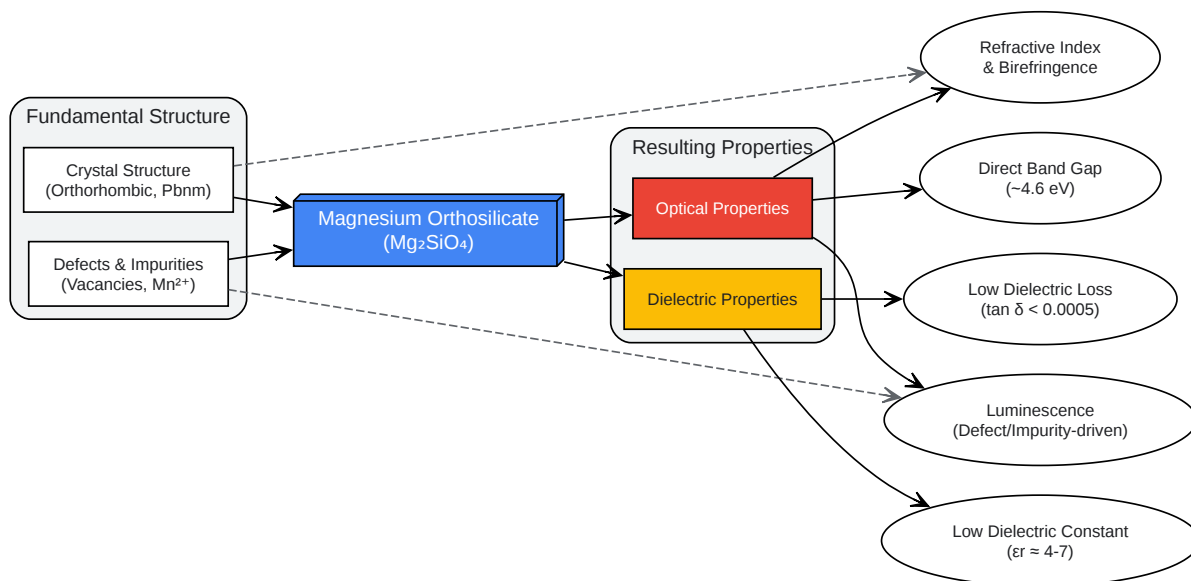 Fundamental Structure
Crystal Structure
(Orthorhombic, Pbnm)
Defects & Impurities
(Vacancies, Mn²⁺)
Magnesium Orthosilicate
(Mg₂SiO₄)
Resulting Properties
Optical Properties
Dielectric Properties
Refractive Index
& Birefringence
Direct Band Gap
(~4.6 eV)
Low Dielectric Loss
(tan δ < 0.0005)
Luminescence
(Defect/Impurity-driven)
Low Dielectric Constant
(εr ≈ 4-7)